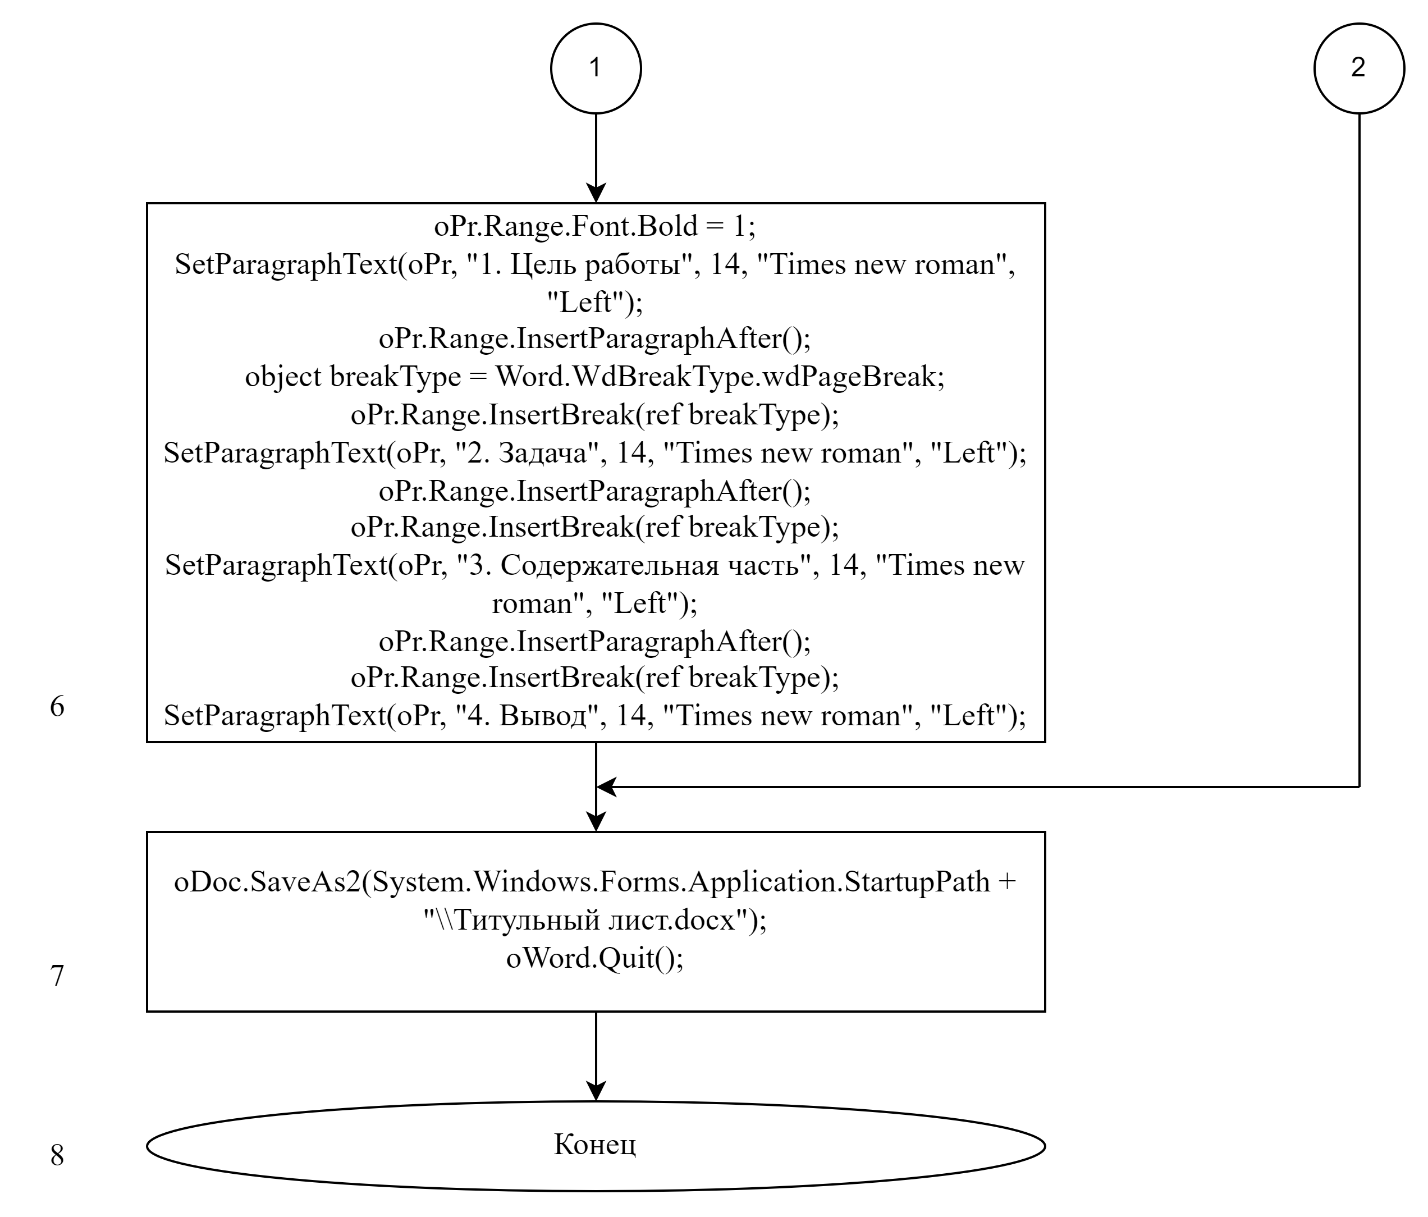 1
2
oPr.Range.Font.Bold = 1;
SetParagraphText(oPr, "1. Цель работы", 14, "Times new roman",
"Left");
oPr.Range.InsertParagraphAfter();
object breakType = Word.WdBreakType.wdPageBreak;
oPr.Range.InsertBreak(ref breakType);
SetParagraphText(oPr, "2. Задача", 14, "Times new roman", "Left");
oPr.Range.InsertParagraphAfter();
oPr.Range.InsertBreak(ref breakType);
SetParagraphText(oPr, "3. Содержательная часть", 14, "Times new
roman", "Left");
oPr.Range.InsertParagraphAfter();
oPr.Range.InsertBreak(ref breakType);
SetParagraphText(oPr, "4. Вывод", 14, "Times new roman", "Left");
6
oDoc.SaveAs2(System.Windows.Forms.Application.StartupPath +
"\\Титульный лист.docx");
oWord.Quit();
7
Конец
8